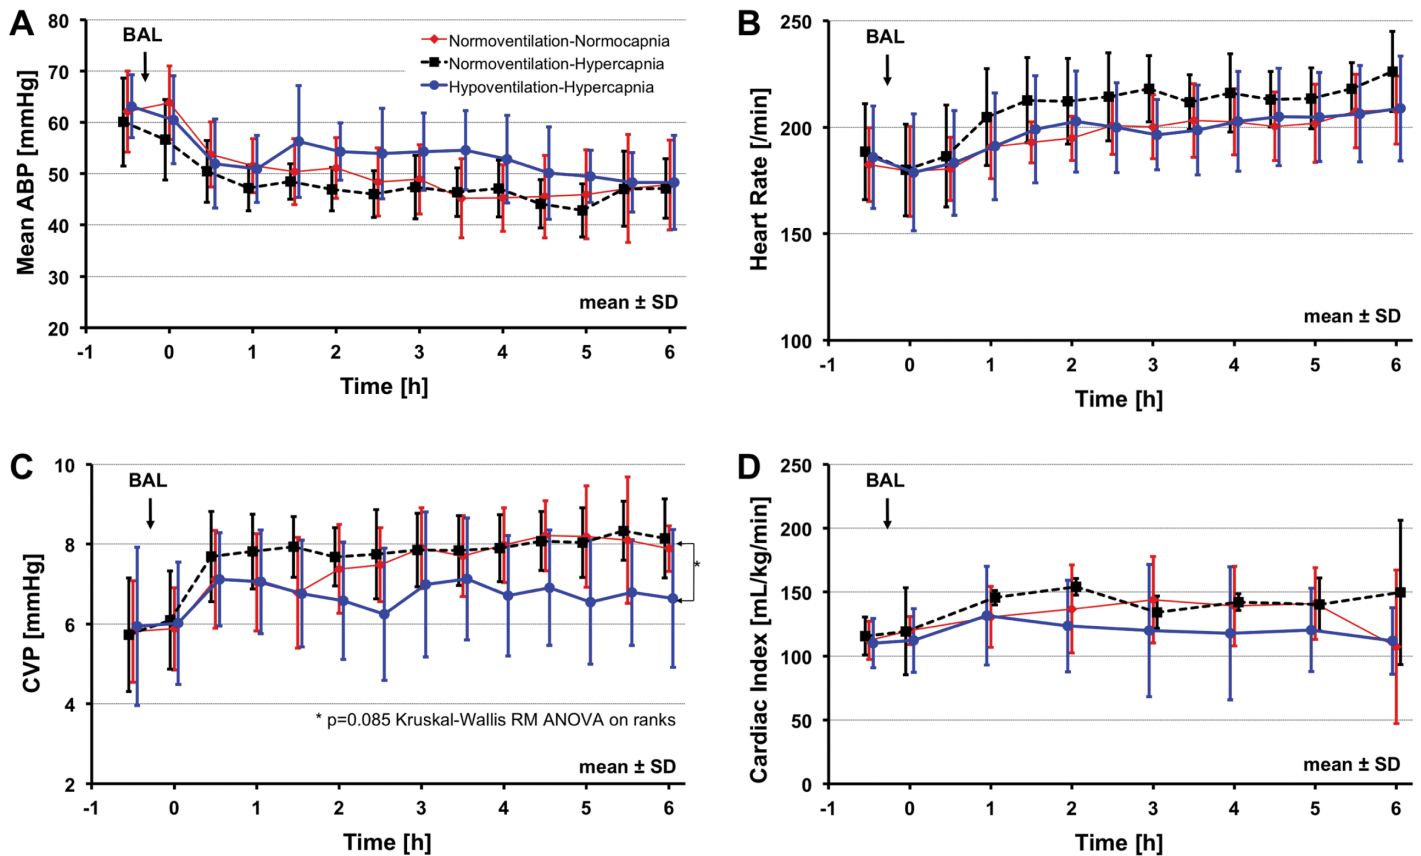 A
BAL
Normoventilation-Normocapnia
Normoventilation-Hypercapnia
Hypoventilation-Hypercapnia
Mean ABP [mmHg]
80
70
60
50
40
30
20
mean ± SD
-1 0 1 2 3 4 5 6
Time [h]
B
BAL
Heart Rate [/min]
250
200
150
100
mean ± SD
-1 0 1 2 3 4 5 6
Time [h]
C
BAL
CVP [mmHg]
10
8
6
4
2
*
* p=0.085 Kruskal-Wallis RM ANOVA on ranks
mean ± SD
-1 0 1 2 3 4 5 6
Time [h]
D
BAL
Cardiac Index [mL/kg/min]
250
200
150
100
50
0
mean ± SD
-1 0 1 2 3 4 5 6
Time [h]